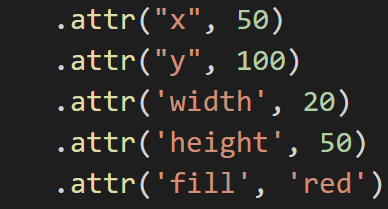 .attr("x", 50)
.attr("y", 100)
.attr('width', 20)
.attr('height', 50)
.attr('fill', 'red')